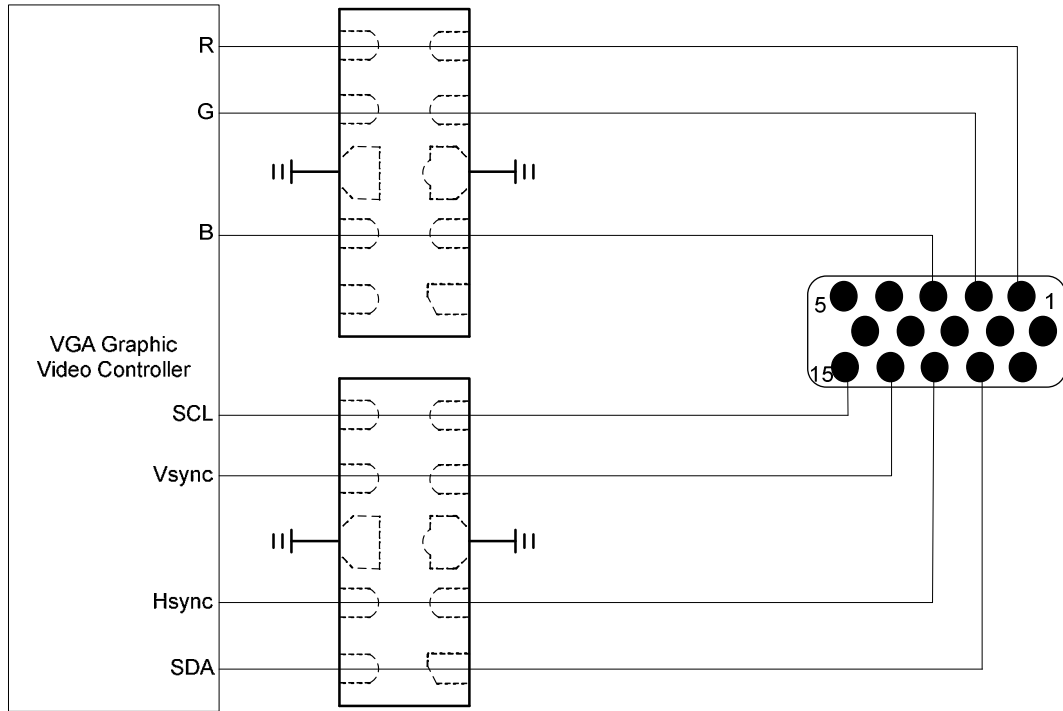 R
G
B
5
1
15
VGA Graphic
Video Controller
SCL
Vsync
Hsync
SDA